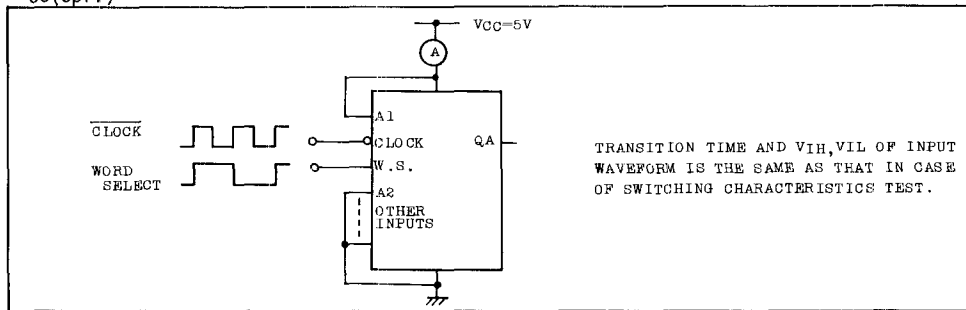 VCC=5V
A
A1
CLOCK
CLOCK
QA
WORD
SELECT
W.S.
A2
OTHER
INPUTS
TRANSITION TIME AND VIH,VIL OF INPUT
WAVEFORM IS THE SAME AS THAT IN CASE
OF SWITCHING CHARACTERISTICS TEST.